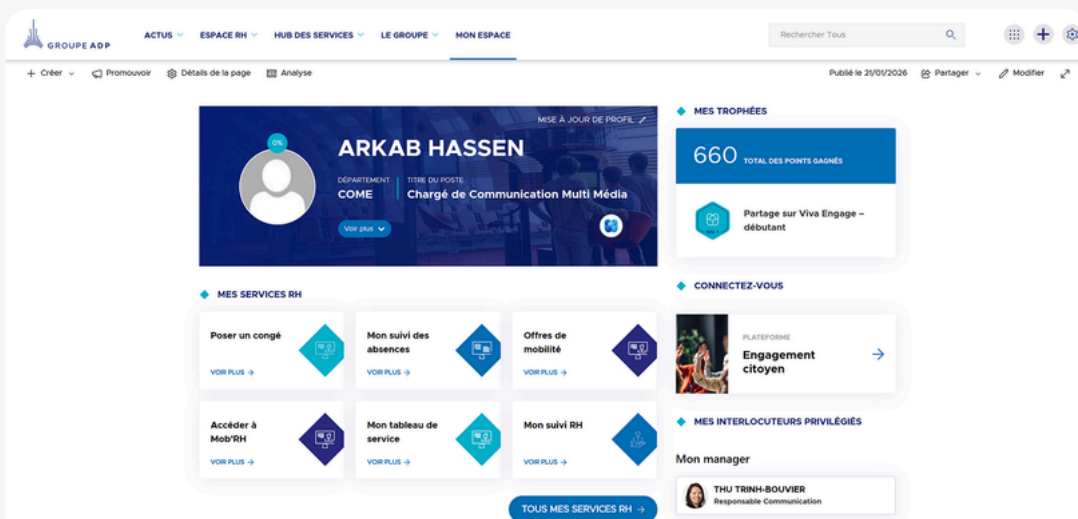 GROUPE ADP
ACTUS
ESPACE RH
HUB DES SERVICES
LE GROUPE
MON ESPACE
Rechercher Tous
Créer
Promouvoir
Détails de la page
Analyse
Publié le 21/01/2026
Partager
Modifier
MISE À JOUR DE PROFIL
0%
ARKAB HASSEN
DÉPARTEMENT
COME
TITRE DU POSTE
Chargé de Communication Multi Média
Voir plus
MES TROPHÉES
660 TOTAL DES POINTS GAGNÉS
Partage sur Viva Engage –
débutant
MES SERVICES RH
Poser un congé
VOIR PLUS
Mon suivi des
absences
VOIR PLUS
Offres de
mobilité
VOIR PLUS
Accéder à
Mob'RH
VOIR PLUS
Mon tableau de
service
VOIR PLUS
Mon suivi RH
VOIR PLUS
TOUS MES SERVICES RH
CONNECTEZ-VOUS
PLATEFORME
Engagement
citoyen
MES INTERLOCUTEURS PRIVILÉGIÉS
Mon manager
THU TRINH-BOUVIER
Responsable Communication